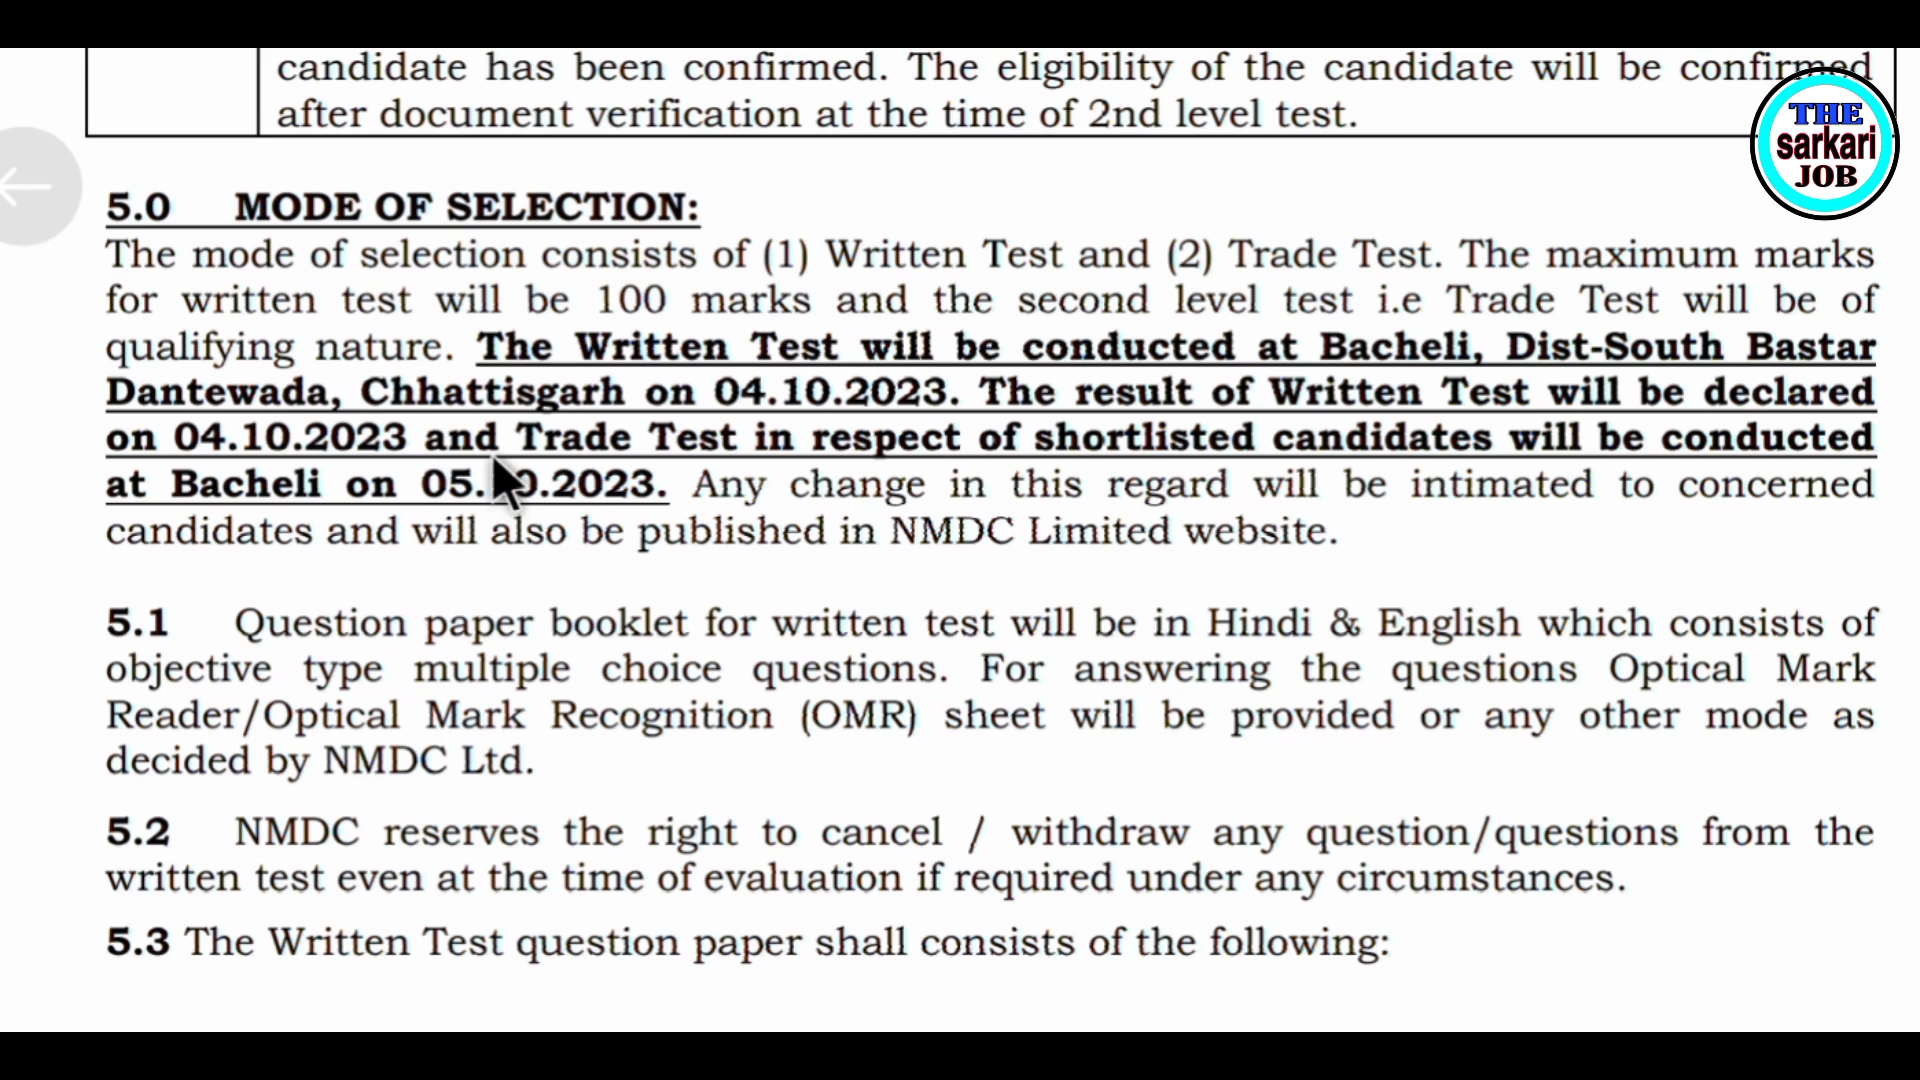 candidate has been confirmed. The eligibility of the candidate will be confirmed
after document verification at the time of 2nd level test.
THE
sarkari
JOB
5.0 MODE OF SELECTION:
The mode of selection consists of (1) Written Test and (2) Trade Test. The maximum marks
for written test will be 100 marks and the second level test i.e Trade Test will be of
qualifying nature. The Written Test will be conducted at Bacheli, Dist-South Bastar
Dantewada, Chhattisgarh on 04.10.2023. The result of Written Test will be declared
on 04.10.2023 and Trade Test in respect of shortlisted candidates will be conducted
at Bacheli on 05.10.2023. Any change in this regard will be intimated to concerned
candidates and will also be published in NMDC Limited website.
5.1 Question paper booklet for written test will be in Hindi & English which consists of
objective type multiple choice questions. For answering the questions Optical Mark
Reader/Optical Mark Recognition (OMR) sheet will be provided or any other mode as
decided by NMDC Ltd.
5.2 NMDC reserves the right to cancel / withdraw any question/questions from the
written test even at the time of evaluation if required under any circumstances.
5.3 The Written Test question paper shall consists of the following: